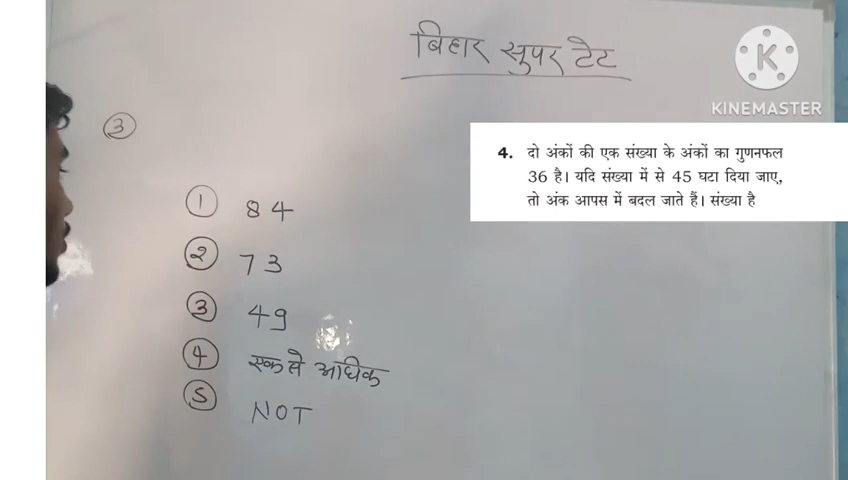 बिहार सुपर टेट
KINEMASTER
3
4. दो अंकों की एक संख्या के अंकों का गुणनफल
36 है। यदि संख्या में से 45 घटा दिया जाए,
तो अंक आपस में बदल जाते हैं। संख्या है
1 84
2 73
3 49
4 एक से अधिक
5 NOT